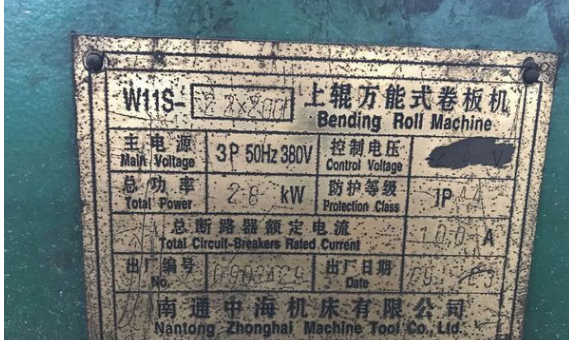 W11S- 上辊万能式卷板机
Bending Roll Machine
主电源 3P 50Hz 380V 控制电压 V
Main Voltage Control Voltage
总功率 28 kW 防护等级 IP44
Total Power Protection Class
总断路器额定电流 100 A
Total Circuit-Breakers Rated Current
出厂编号 出厂日期
No. Date
南通中海机床有限公司
Nantong Zhonghai Machine Tool Co., Ltd.